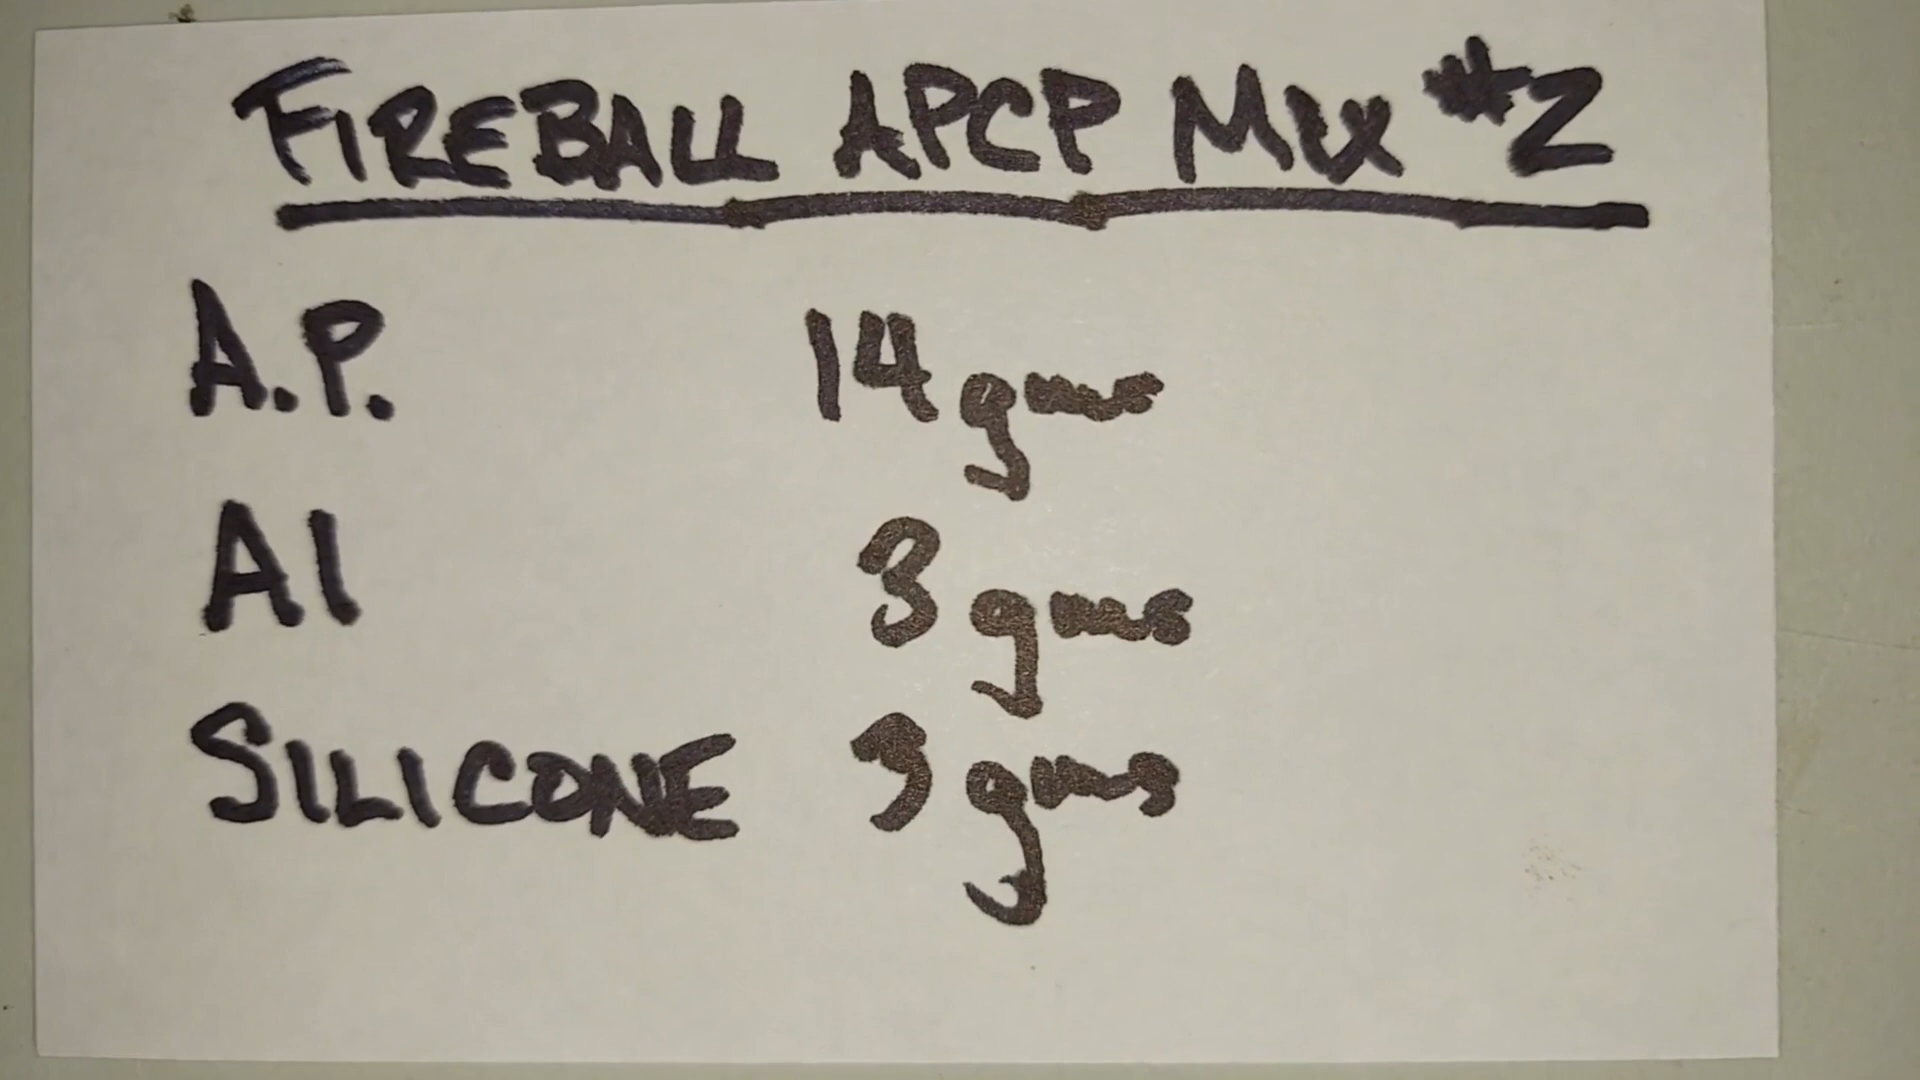 FIREBALL APCP MIX #2
A.P. 14 gms
Al 3 gms
SILICONE 3 gms